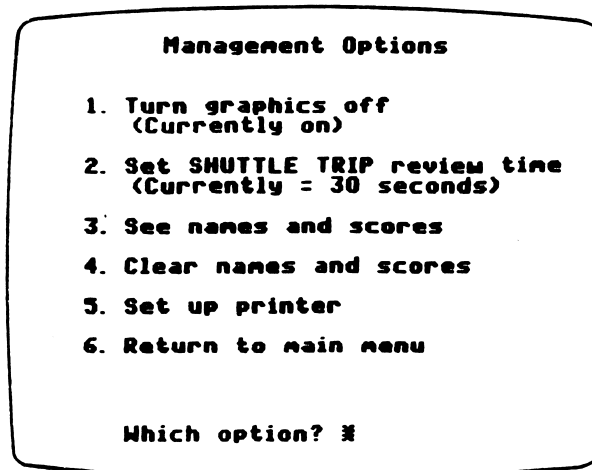 Management Options
1. Turn graphics off
(Currently on)
2. Set SHUTTLE TRIP review time
(Currently = 30 seconds)
3. See names and scores
4. Clear names and scores
5. Set up printer
6. Return to main menu
Which option? ※